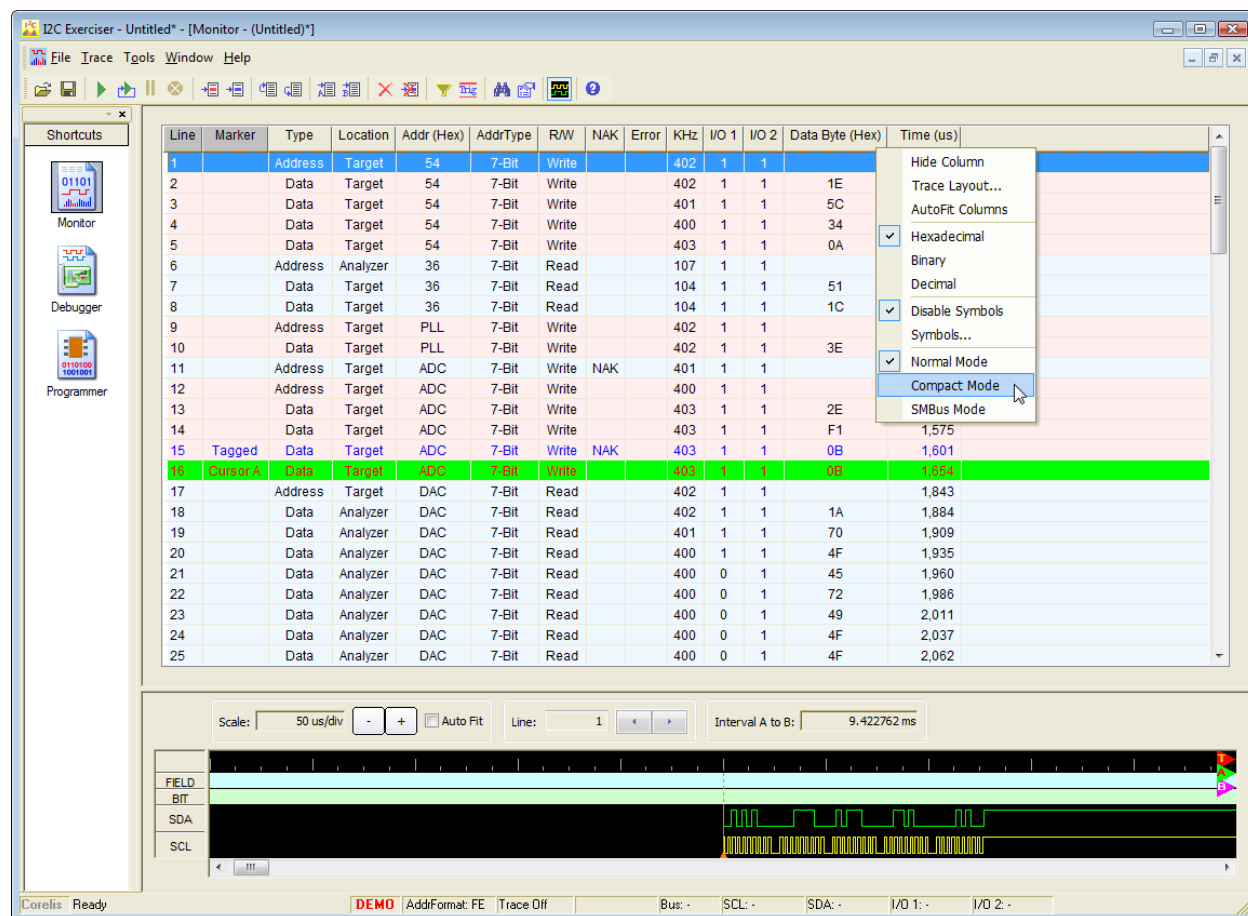 I2C Exerciser - Untitled* - [Monitor - (Untitled)*]
File Trace Tools Window Help
Shortcuts
Monitor
Debugger
Programmer
Line Marker Type Location Addr (Hex) AddrType R/W NAK Error KHz I/O 1 I/O 2 Data Byte (Hex) Time (us)
1 Address Target 54 7-Bit Write 402 1 1
2 Data Target 54 7-Bit Write 402 1 1 1E
3 Data Target 54 7-Bit Write 401 1 1 5C
4 Data Target 54 7-Bit Write 400 1 1 34
5 Data Target 54 7-Bit Write 403 1 1 0A
6 Address Analyzer 36 7-Bit Read 107 1 1
7 Data Target 36 7-Bit Read 104 1 1 51
8 Data Target 36 7-Bit Read 104 1 1 1C
9 Address Target PLL 7-Bit Write 402 1 1
10 Data Target PLL 7-Bit Write 402 1 1 3E
11 Address Target ADC 7-Bit Write NAK 401 1 1
12 Address Target ADC 7-Bit Write 400 1 1
13 Data Target ADC 7-Bit Write 403 1 1 2E
14 Data Target ADC 7-Bit Write 403 1 1 F1 1,575
15 Tagged Data Target ADC 7-Bit Write NAK 403 1 1 0B 1,601
16 Cursor A Data Target ADC 7-Bit Write 403 1 1 0B 1,654
17 Address Target DAC 7-Bit Read 402 1 1 1,843
18 Data Analyzer DAC 7-Bit Read 402 1 1 1A 1,884
19 Data Analyzer DAC 7-Bit Read 401 1 1 70 1,909
20 Data Analyzer DAC 7-Bit Read 400 1 1 4F 1,935
21 Data Analyzer DAC 7-Bit Read 400 0 1 45 1,960
22 Data Analyzer DAC 7-Bit Read 400 0 1 72 1,986
23 Data Analyzer DAC 7-Bit Read 400 0 1 49 2,011
24 Data Analyzer DAC 7-Bit Read 400 0 1 4F 2,037
25 Data Analyzer DAC 7-Bit Read 400 0 1 4F 2,062
Hide Column
Trace Layout...
AutoFit Columns
Hexadecimal
Binary
Decimal
Disable Symbols
Symbols...
Normal Mode
Compact Mode
SMBus Mode
Scale: 50 us/div - + Auto Fit Line: 1 Interval A to B: 9.422762 ms
T
A
B
FIELD
BIT
SDA
SCL
Corelis Ready DEMO AddrFormat: FE Trace Off Bus: - SCL: - SDA: - I/O 1: - I/O 2: -